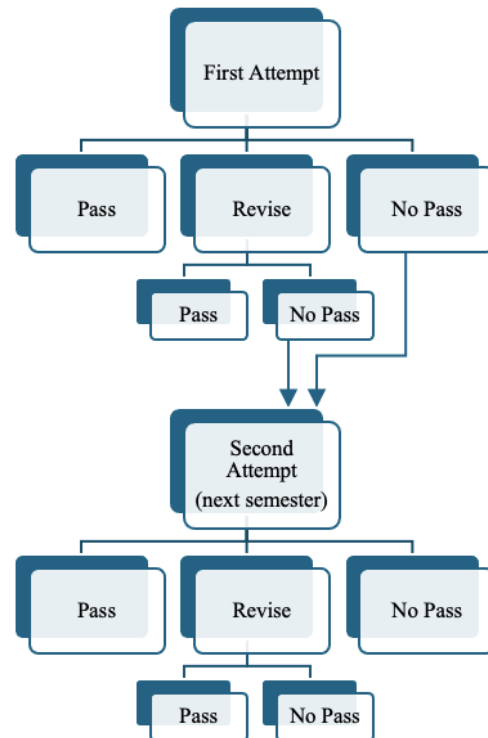 First Attempt
Pass
Revise
No Pass
Pass
No Pass
Second
Attempt
(next semester)
Pass
Revise
No Pass
Pass
No Pass